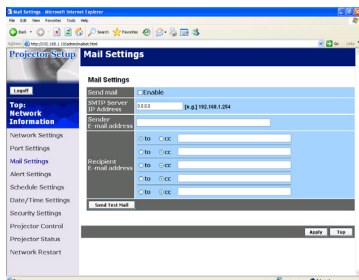 Mail Settings - Microsoft Internet Explorer
File Edit View Favorites Tools Help
Back Search Favorites
Projector Setup
Mail Settings
Logoff
Top:
Network
Information
Network Settings
Port Settings
Mail Settings
Alert Settings
Schedule Settings
Date/Time Settings
Security Settings
Projector Control
Projector Status
Network Restart
Mail Settings
Send mail Enable
SMTP Server
IP Address 0.0.0.0 [e.g.] 192.168.1.254
Sender
E-mail address
Recipient
E-mail address
to cc
to cc
to cc
to cc
to cc
Send Test Mail
Apply Top